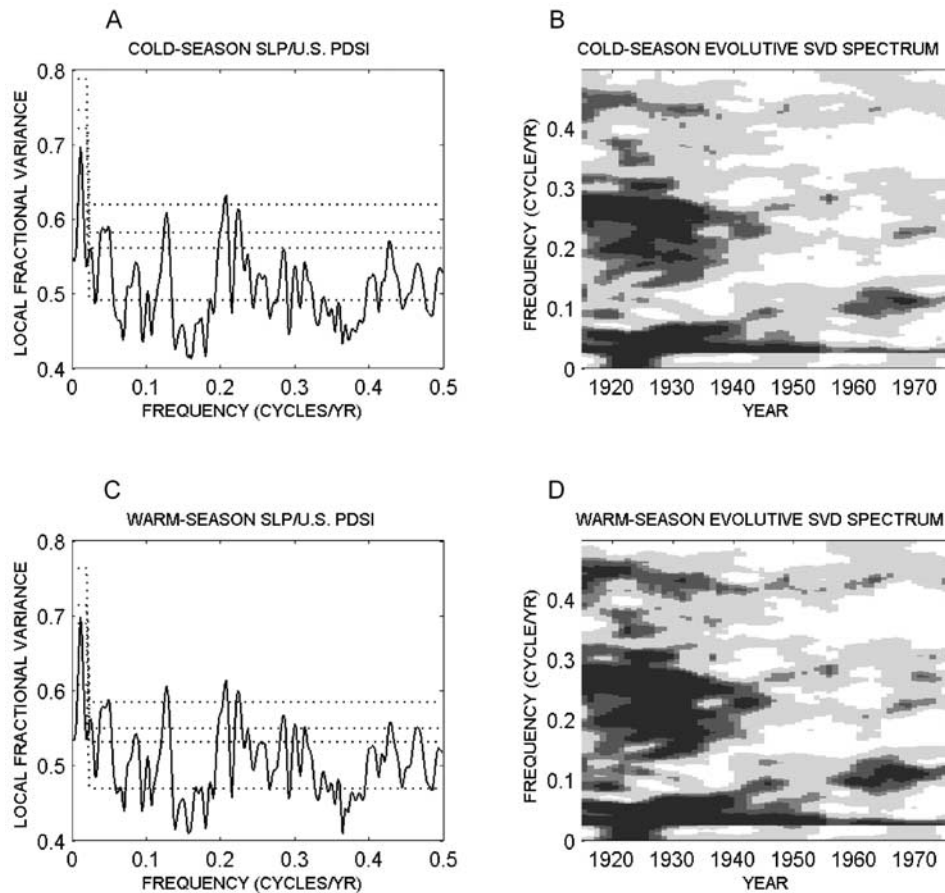 A
COLD-SEASON SLP/U.S. PDSI
LOCAL FRACTIONAL VARIANCE
0.8
0.7
0.6
0.5
0.4
0 0.1 0.2 0.3 0.4 0.5
FREQUENCY (CYCLES/YR)
B
COLD-SEASON EVOLUTIVE SVD SPECTRUM
FREQUENCY (CYCLE/YR)
0.4
0.3
0.2
0.1
0
1920 1930 1940 1950 1960 1970
YEAR
C
WARM-SEASON SLP/U.S. PDSI
LOCAL FRACTIONAL VARIANCE
0.8
0.7
0.6
0.5
0.4
0 0.1 0.2 0.3 0.4 0.5
FREQUENCY (CYCLES/YR)
D
WARM-SEASON EVOLUTIVE SVD SPECTRUM
FREQUENCY (CYCLE/YR)
0.4
0.3
0.2
0.1
0
1920 1930 1940 1950 1960 1970
YEAR